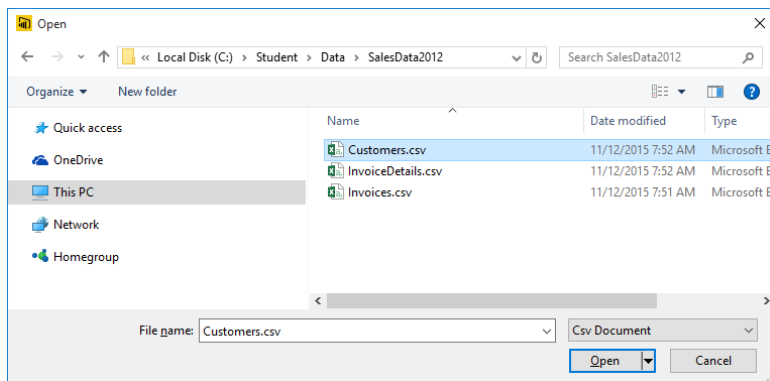 Open
« Local Disk (C:) › Student › Data › SalesData2012
Search SalesData2012
Organize
New folder
Quick access
OneDrive
This PC
Network
Homegroup
Name Date modified Type
Customers.csv 11/12/2015 7:52 AM Microsoft E
InvoiceDetails.csv 11/12/2015 7:52 AM Microsoft E
Invoices.csv 11/12/2015 7:51 AM Microsoft E
File name: Customers.csv
Csv Document
Open
Cancel